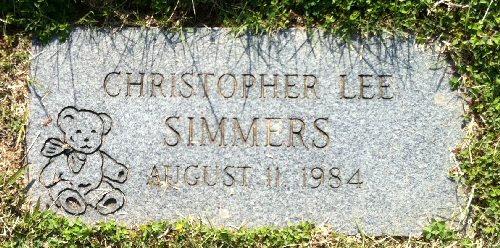 CHRISTOPHER LEE
SIMMERS
AUGUST 11, 1984